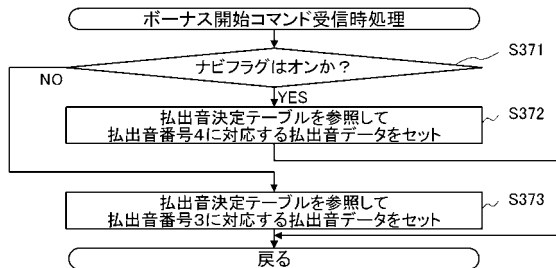 ボーナス開始コマンド受信時処理
S371
ナビフラグはオンか？
NO
YES
S372
払出音決定テーブルを参照して
払出音番号4に対応する払出音データをセット
S373
払出音決定テーブルを参照して
払出音番号3に対応する払出音データをセット
戻る